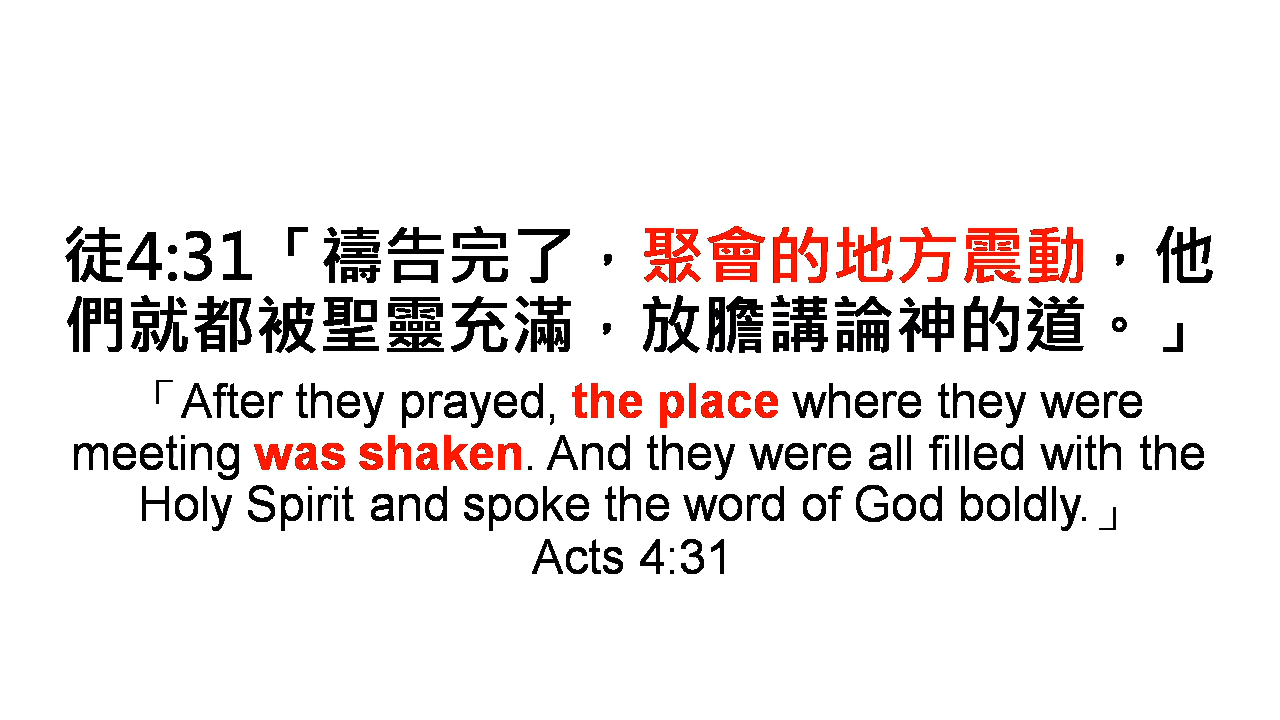 徒4:31「禱告完了，聚會的地方震動，他
們就都被聖靈充滿，放膽講論神的道。」
「After they prayed, the place where they were
meeting was shaken. And they were all filled with the
Holy Spirit and spoke the word of God boldly.」
Acts 4:31